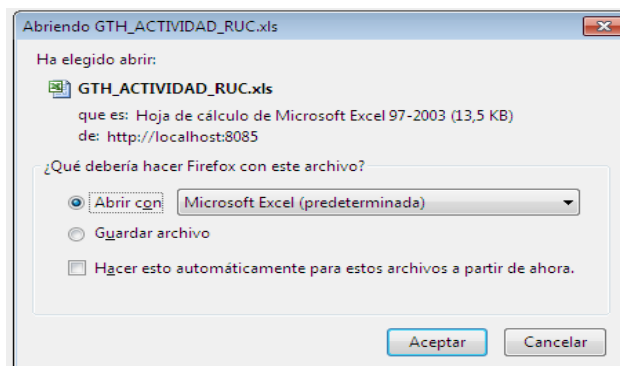 Abriendo GTH_ACTIVIDAD_RUC.xls
Ha elegido abrir:
GTH_ACTIVIDAD_RUC.xls
que es: Hoja de cálculo de Microsoft Excel 97-2003 (13,5 KB)
de: http://localhost:8085
¿Qué debería hacer Firefox con este archivo?
Abrir con Microsoft Excel (predeterminada)
Guardar archivo
Hacer esto automáticamente para estos archivos a partir de ahora.
Aceptar Cancelar